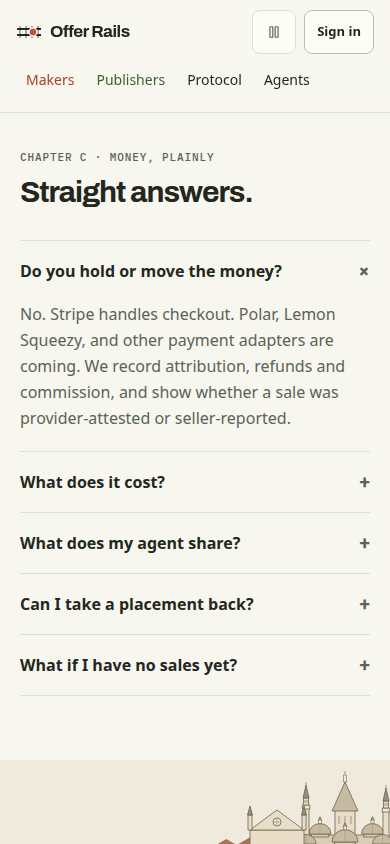 Offer Rails
Sign in
Makers Publishers Protocol Agents
CHAPTER C · MONEY, PLAINLY
Straight answers.
Do you hold or move the money?
No. Stripe handles checkout. Polar, Lemon
Squeezy, and other payment adapters are
coming. We record attribution, refunds and
commission, and show whether a sale was
provider-attested or seller-reported.
What does it cost?
What does my agent share?
Can I take a placement back?
What if I have no sales yet?